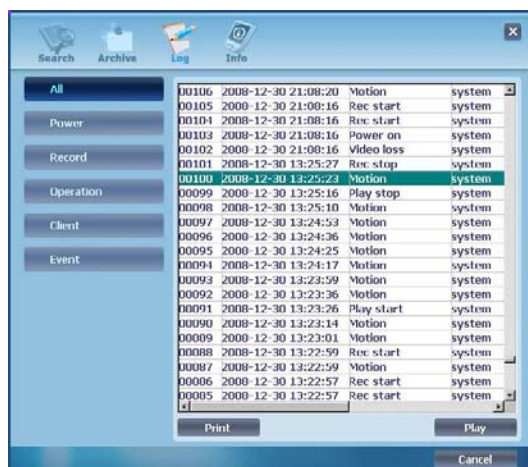 Search Archive Log Info
All
Power
Record
Operation
Client
Event
00106 2008-12-30 21:08:20 Motion system
00105 2008-12-30 21:08:16 Rec start system
00104 2008-12-30 21:08:16 Rec start system
00103 2008-12-30 21:08:16 Power on system
00102 2008-12-30 21:08:16 Video loss system
00101 2008-12-30 13:25:27 Rec stop system
00100 2008-12-30 13:25:23 Motion system
00099 2008-12-30 13:25:16 Play stop system
00098 2008-12-30 13:25:10 Motion system
00097 2008-12-30 13:24:53 Motion system
00096 2008-12-30 13:24:36 Motion system
00095 2008-12-30 13:24:25 Motion system
00094 2008-12-30 13:24:17 Motion system
00093 2008-12-30 13:23:59 Motion system
00092 2008-12-30 13:23:36 Motion system
00091 2008-12-30 13:23:26 Play start system
00090 2008-12-30 13:23:14 Motion system
00089 2008-12-30 13:23:01 Motion system
00088 2008-12-30 13:22:59 Rec start system
00087 2008-12-30 13:22:59 Motion system
00086 2008-12-30 13:22:57 Rec start system
00085 2008-12-30 13:22:57 Rec start system
Print Play
Cancel